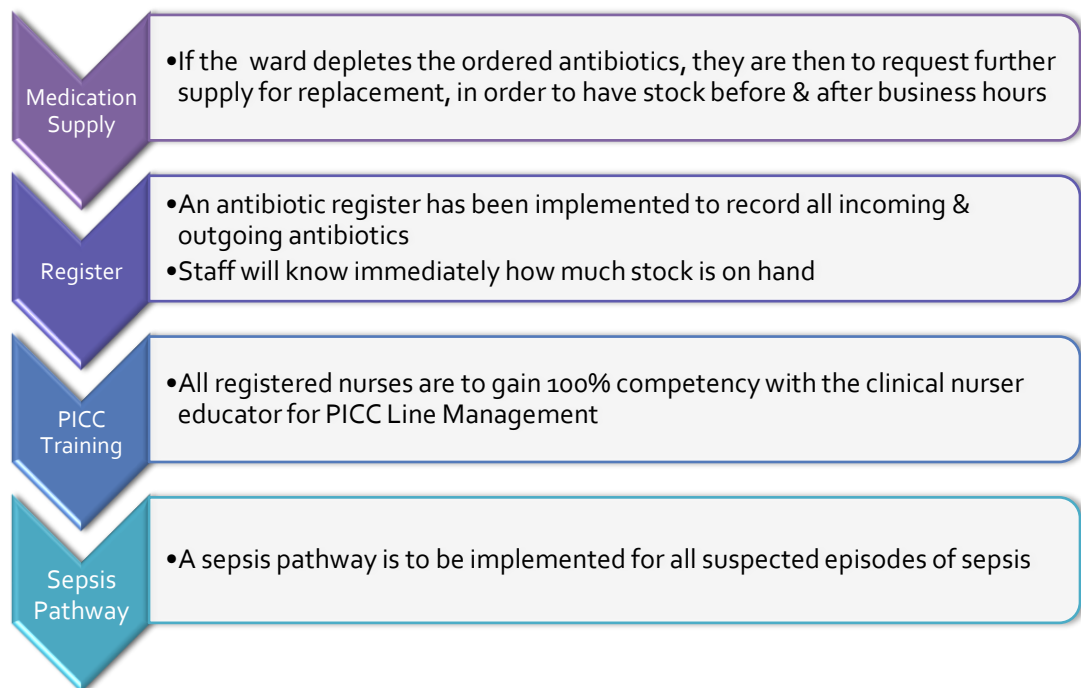 Medication
Supply
•If the  ward depletes the ordered antibiotics, they are then to request further
supply for replacement, in order to have stock before & after business hours
Register
•An antibiotic register has been implemented to record all incoming &
outgoing antibiotics
•Staff will know immediately how much stock is on hand
PICC
Training
•All registered nurses are to gain 100% competency with the clinical nurser
educator for PICC Line Management
Sepsis
Pathway
•A sepsis pathway is to be implemented for all suspected episodes of sepsis